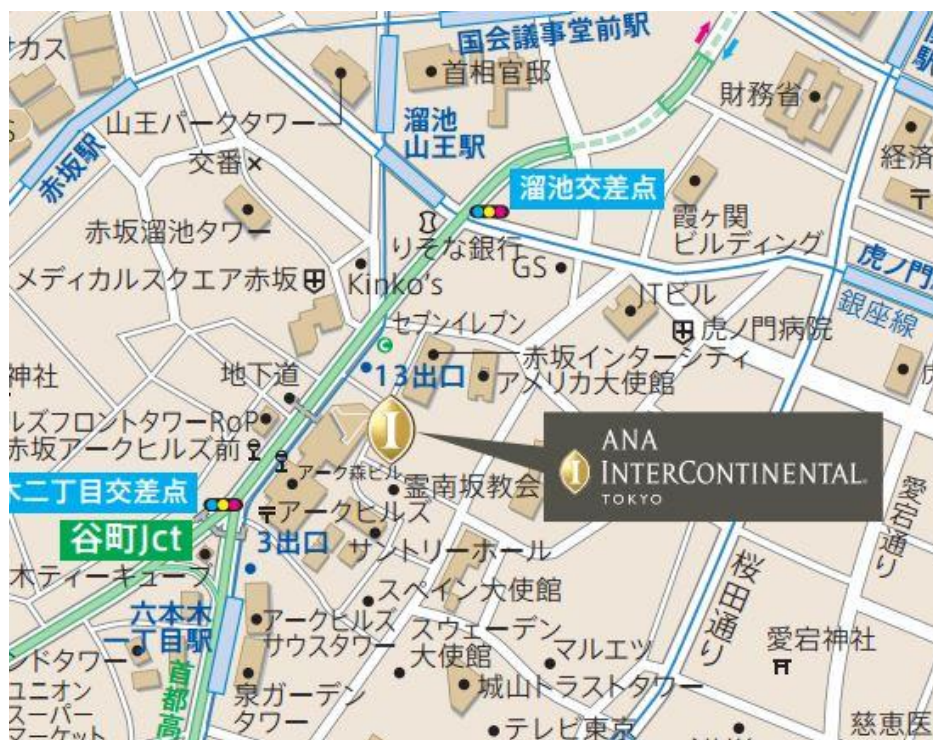 オカス
国会議事堂前駅
首相官邸
財務省
山王パークタワー
溜池
山王駅
交番
経済
赤坂駅
溜池交差点
〒
赤坂溜池タワー
りそな銀行
霞ヶ関
ビルディング
虎ノ門
メディカルスクエア赤坂
Kinko's
GS
JTビル
銀座線
セブンイレブン
虎ノ門病院
神社
地下道
13出口
赤坂インターシティ
アメリカ大使館
ルズフロントタワーRoP
赤坂アークヒルズ前
ANA
INTERCONTINENTAL
TOKYO
アーク森ビル
霊南坂教会
木二丁目交差点
〒アークヒルズ
愛宕通り
谷町Jct
3出口
サントリーホール
木ティーキューブ
スペイン大使館
桜田通り
六本木
一丁目駅
アークヒルズ
サウスタワー
スウェーデン
大使館
マルエツ
愛宕神社
ンドタワー
首都高
城山トラストタワー
ユニオン
スーパー
マーケット
泉ガーデン
タワー
テレビ東京
慈恵医